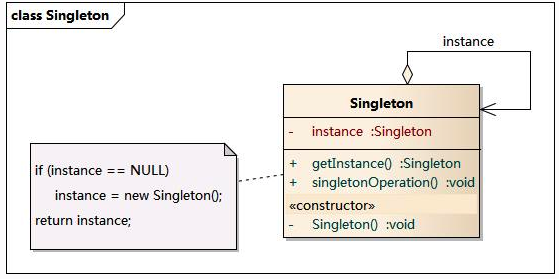 class Singleton
instance
Singleton
- instance :Singleton
+ getInstance() :Singleton
+ singletonOperation() :void
«constructor»
- Singleton() :void
if (instance == NULL)
instance = new Singleton();
return instance;